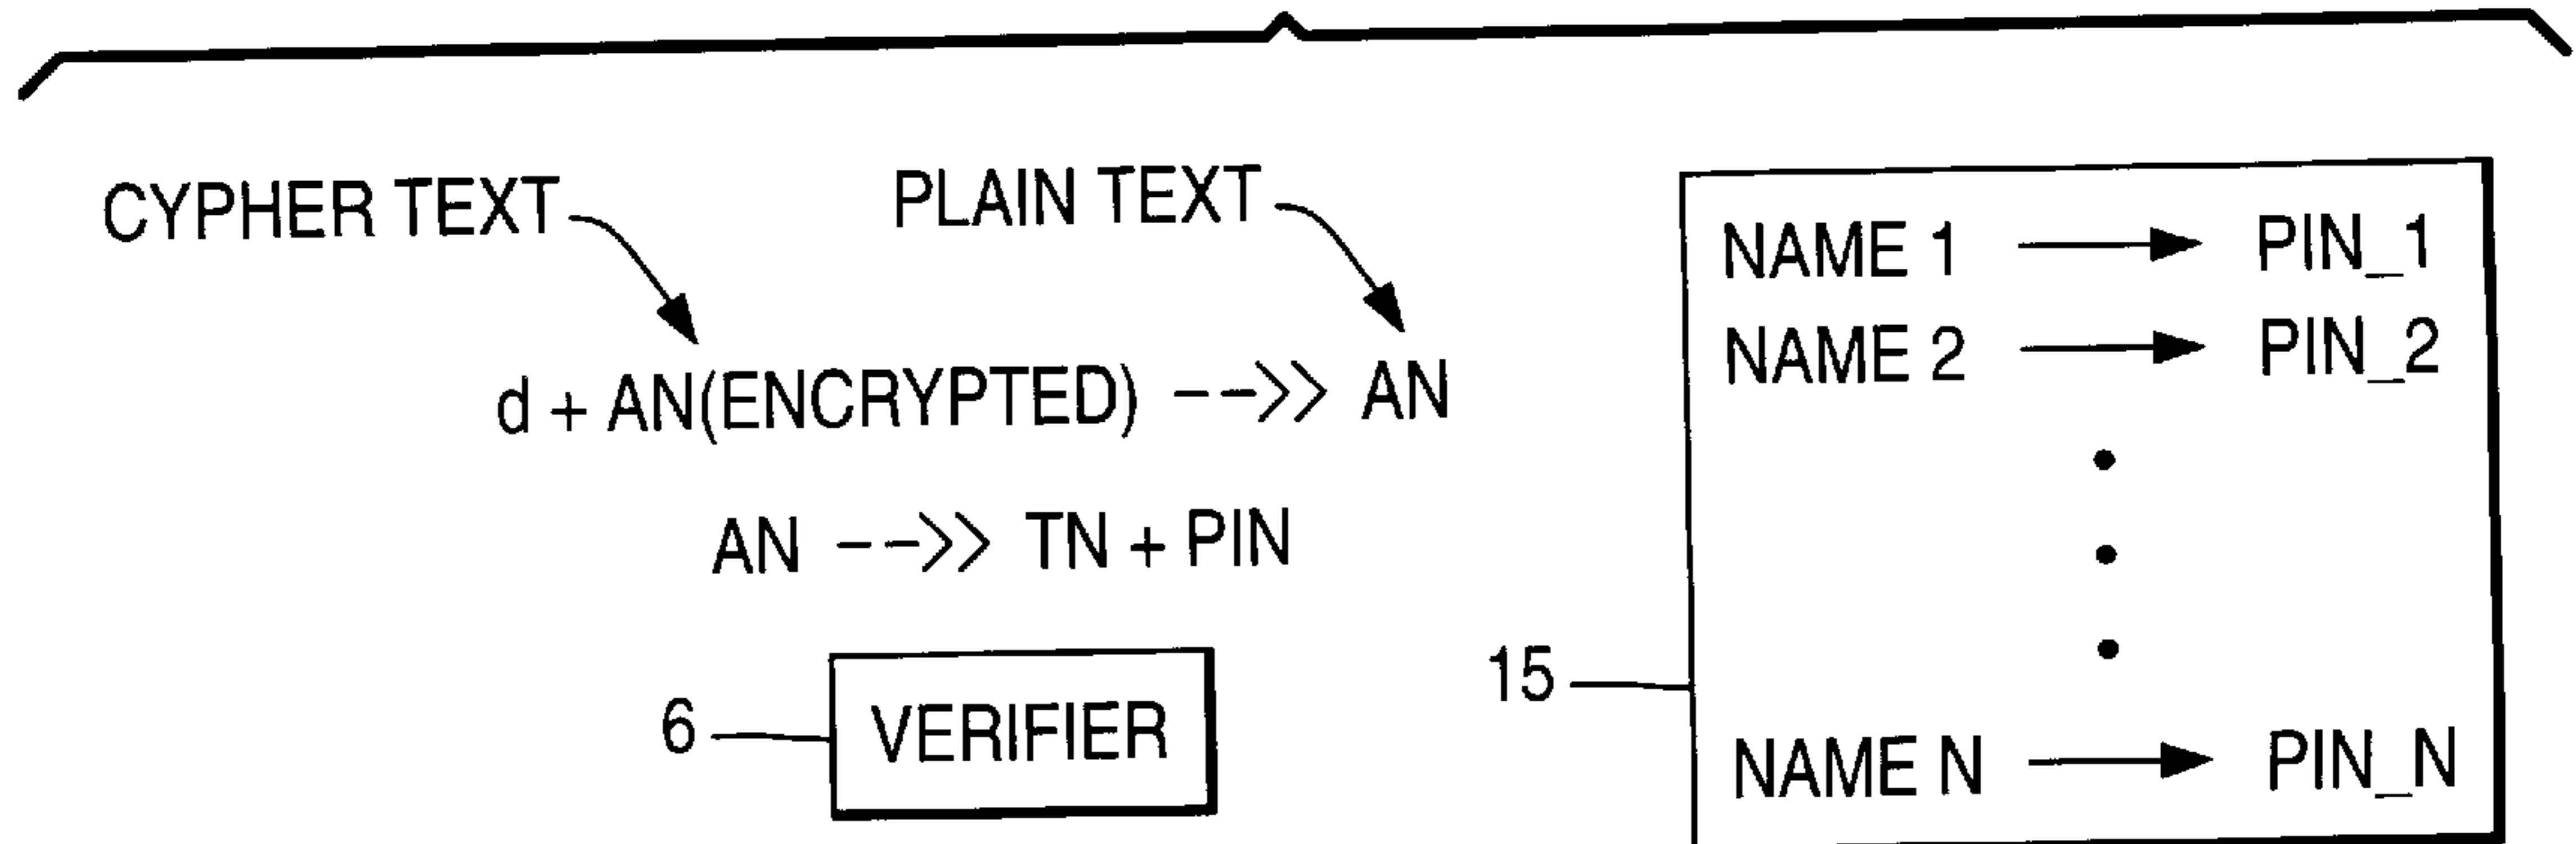 CYPHER TEXT
PLAIN TEXT
d + AN(ENCRYPTED) -->> AN
AN -->> TN + PIN
6
VERIFIER
15
NAME 1 → PIN_1
NAME 2 → PIN_2
NAME N → PIN_N